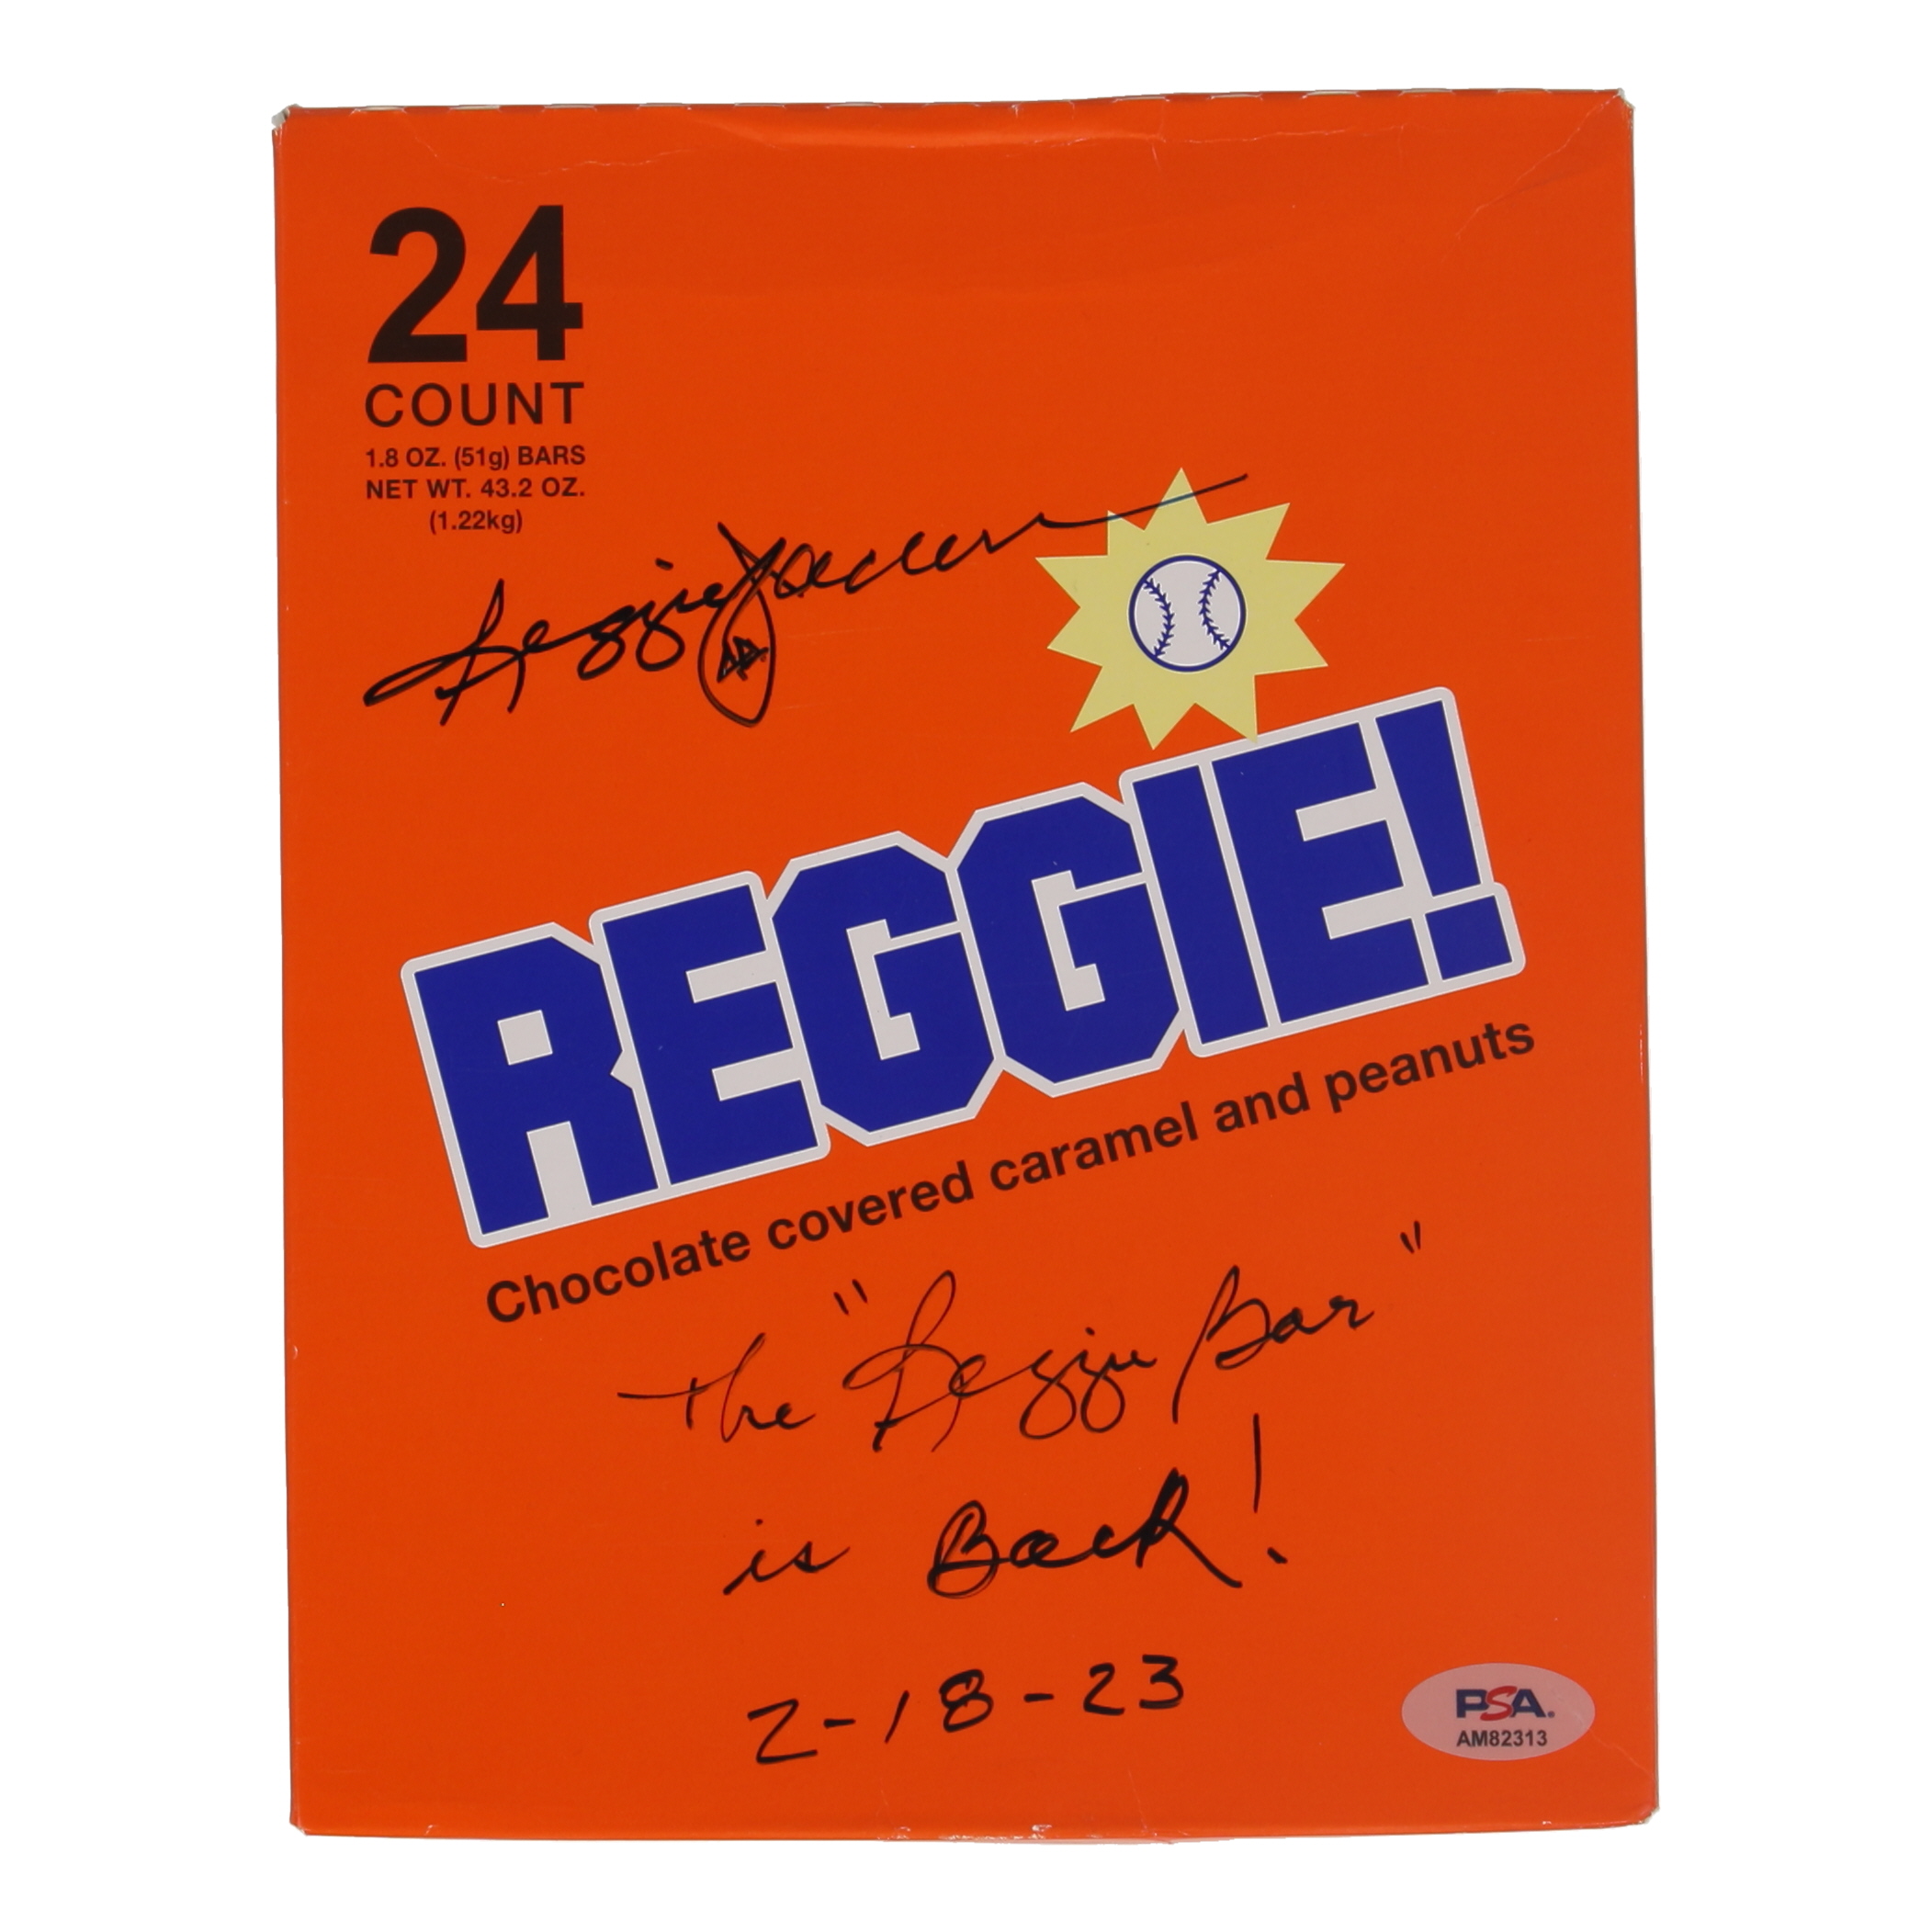 24
COUNT
1.8 OZ. (51g) BARS
NET WT. 43.2 OZ.
(1.22kg)
Reggie Jackson
REGGIE!
Chocolate covered caramel and peanuts
the "Reggie Bar"
is Back!
2-18-23
PSA.
AM82313